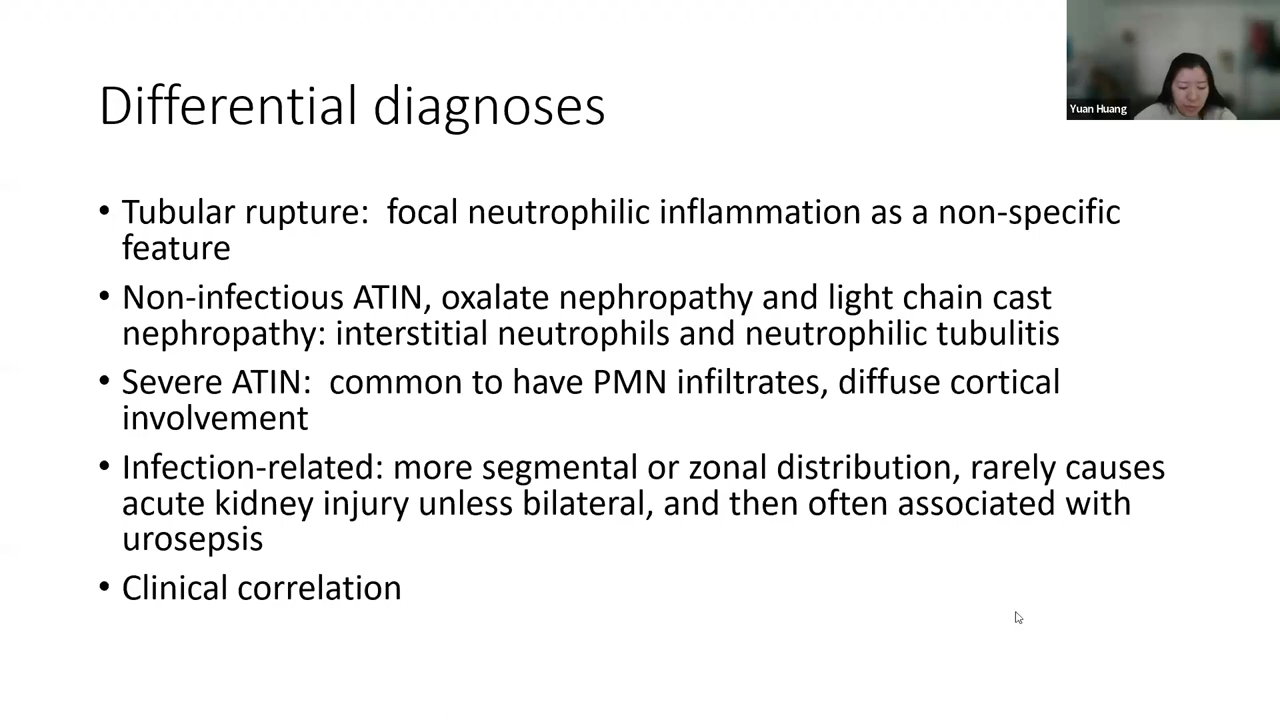 Differential diagnoses
Yuan Huang
• Tubular rupture:  focal neutrophilic inflammation as a non-specific
feature
• Non-infectious ATIN, oxalate nephropathy and light chain cast
nephropathy: interstitial neutrophils and neutrophilic tubulitis
• Severe ATIN:  common to have PMN infiltrates, diffuse cortical
involvement
• Infection-related: more segmental or zonal distribution, rarely causes
acute kidney injury unless bilateral, and then often associated with
urosepsis
• Clinical correlation